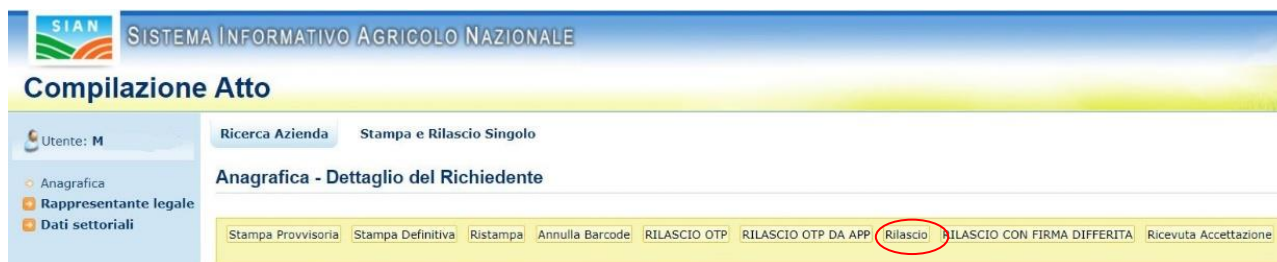 SIAN
SISTEMA INFORMATIVO AGRICOLO NAZIONALE
Compilazione Atto
Utente: M
Ricerca Azienda Stampa e Rilascio Singolo
Anagrafica
Rappresentante legale
Dati settoriali
Anagrafica - Dettaglio del Richiedente
Stampa Provvisoria Stampa Definitiva Ristampa Annulla Barcode RILASCIO OTP RILASCIO OTP DA APP Rilascio RILASCIO CON FIRMA DIFFERITA Ricevuta Accettazione